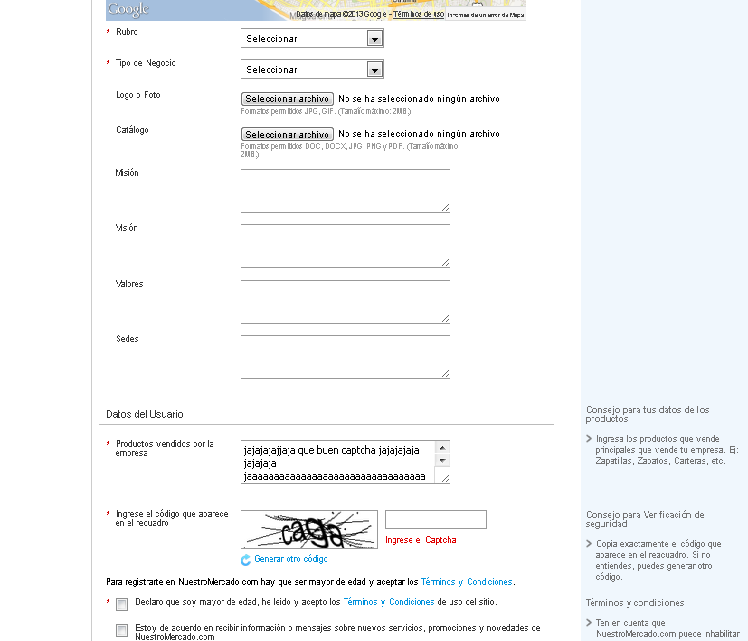 Google
Datos de mapa ©2013 Google - Términos de uso Informar de un error de Maps
* Rubro Seleccionar
* Tipo de Negocio Seleccionar
Logo o Foto Seleccionar archivo No se ha seleccionado ningún archivo
Formatos permitidos JPG, GIF. (Tamaño máximo: 2MB.)
Catálogo Seleccionar archivo No se ha seleccionado ningún archivo
Formatos permitidos DOC, DOCX, JPG, PNG y PDF. (Tamaño máximo
2MB.)
Misión
Visión
Valores
Sedes
Datos del Usuario
* Productos vendidos por la
empresa
jajajajajjaja que buen captcha jajajajaja
jajajaja
* Ingrese el código que aparece
en el recuadro
caga
Ingrese el Captcha
Generar otro código
Para registrarte en NuestroMercado.com hay que ser mayor de edad y aceptar los Términos y Condiciones.
* Declaro que soy mayor de edad, he leido y acepto los Términos y Condiciones de uso del sitio.
Estoy de acuerdo en recibir información o mensajes sobre nuevos servicios, promociones y novedades de
NuestroMercado.com
Consejo para tus datos de los
productos
Ingresa los productos que vende
principales que vende tu empresa. Ej:
Zapatillas, Zapatos, Carteras, etc.
Consejo para Verificación de
seguridad
Copia exactamente el código que
aparece en el reacuadro. Si no
entiendes, puedes generar otro
código.
Términos y condiciones
Ten en cuenta que
NuestroMercado.com puede inhabilitar